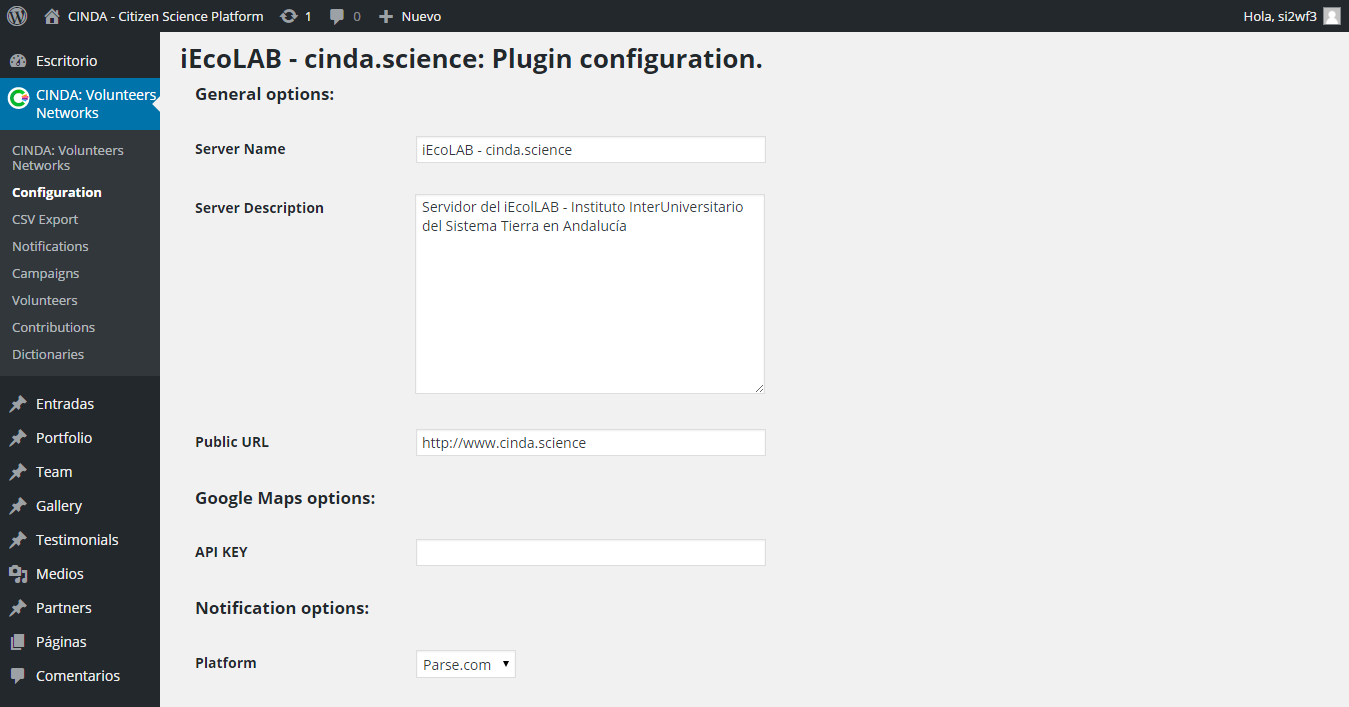 CINDA - Citizen Science Platform 1 0 Nuevo Hola, si2wf3
Escritorio
CINDA: Volunteers
Networks
CINDA: Volunteers
Networks
Configuration
CSV Export
Notifications
Campaigns
Volunteers
Contributions
Dictionaries
Entradas
Portfolio
Team
Gallery
Testimonials
Medios
Partners
Páginas
Comentarios
iEcoLAB - cinda.science: Plugin configuration.
General options:
Server Name
iEcoLAB - cinda.science
Server Description
Servidor del iEcolLAB - Instituto InterUniversitario
del Sistema Tierra en Andalucía
Public URL
http://www.cinda.science
Google Maps options:
API KEY
Notification options:
Platform
Parse.com